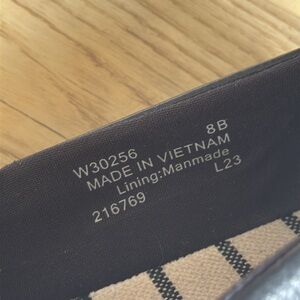 W30256 8B
MADE IN VIETNAM
Lining:Manmade
216769 L23